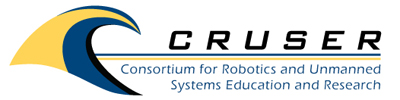 CRUSER
Consortium for Robotics and Unmanned
Systems Education and Research